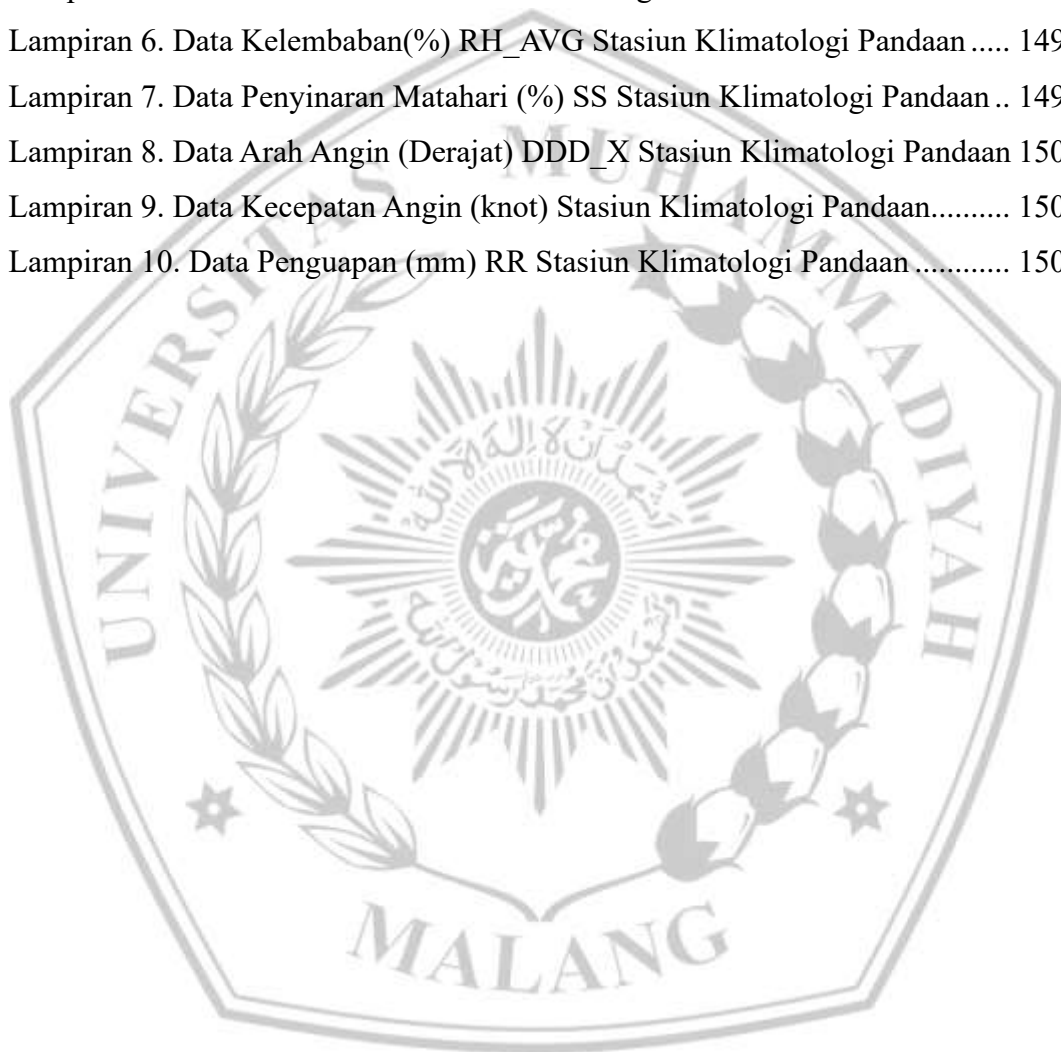 Lampiran 6. Data Kelembaban(%) RH_AVG Stasiun Klimatologi Pandaan ..... 149
Lampiran 7. Data Penyinaran Matahari (%) SS Stasiun Klimatologi Pandaan .. 149
Lampiran 8. Data Arah Angin (Derajat) DDD_X Stasiun Klimatologi Pandaan 150
Lampiran 9. Data Kecepatan Angin (knot) Stasiun Klimatologi Pandaan.......... 150
Lampiran 10. Data Penguapan (mm) RR Stasiun Klimatologi Pandaan ............ 150
UNIVERSITAS MUHAMMADIYAH
MALANG